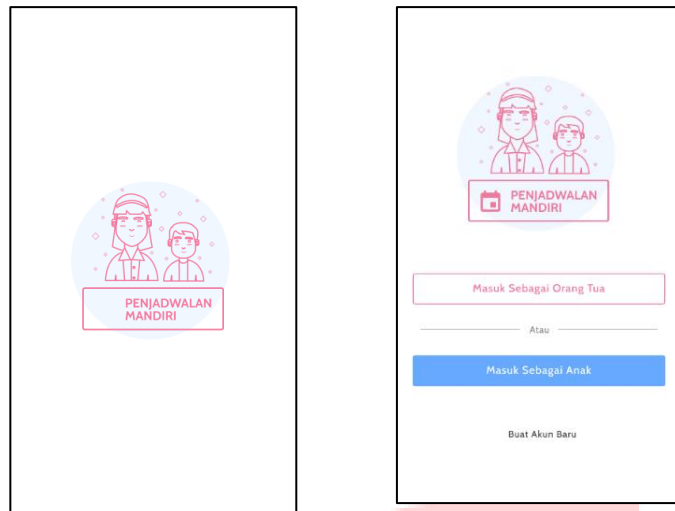 PENJADWALAN
MANDIRI
PENJADWALAN
MANDIRI
Masuk Sebagai Orang Tua
Atau
Masuk Sebagai Anak
Buat Akun Baru